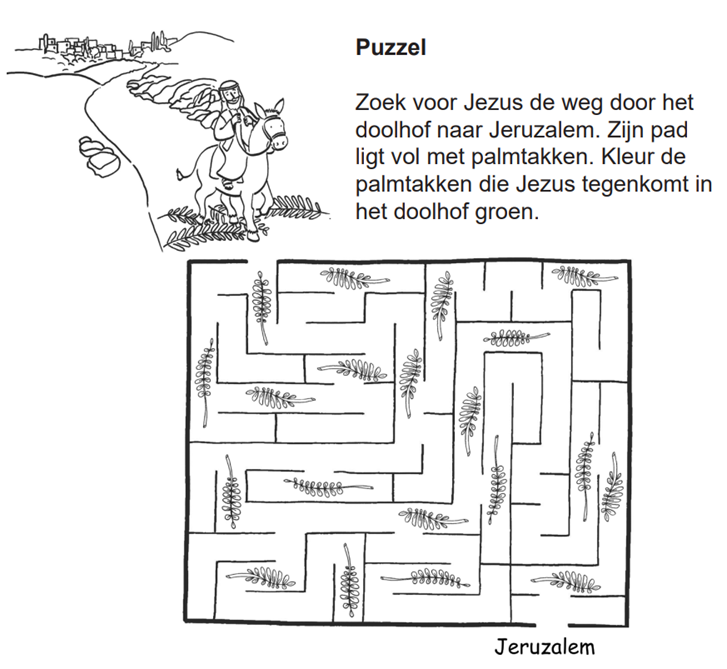 Puzzel
Zoek voor Jezus de weg door het
doolhof naar Jeruzalem. Zijn pad
ligt vol met palmtakken. Kleur de
palmtakken die Jezus tegenkomt in
het doolhof groen.
Jeruzalem